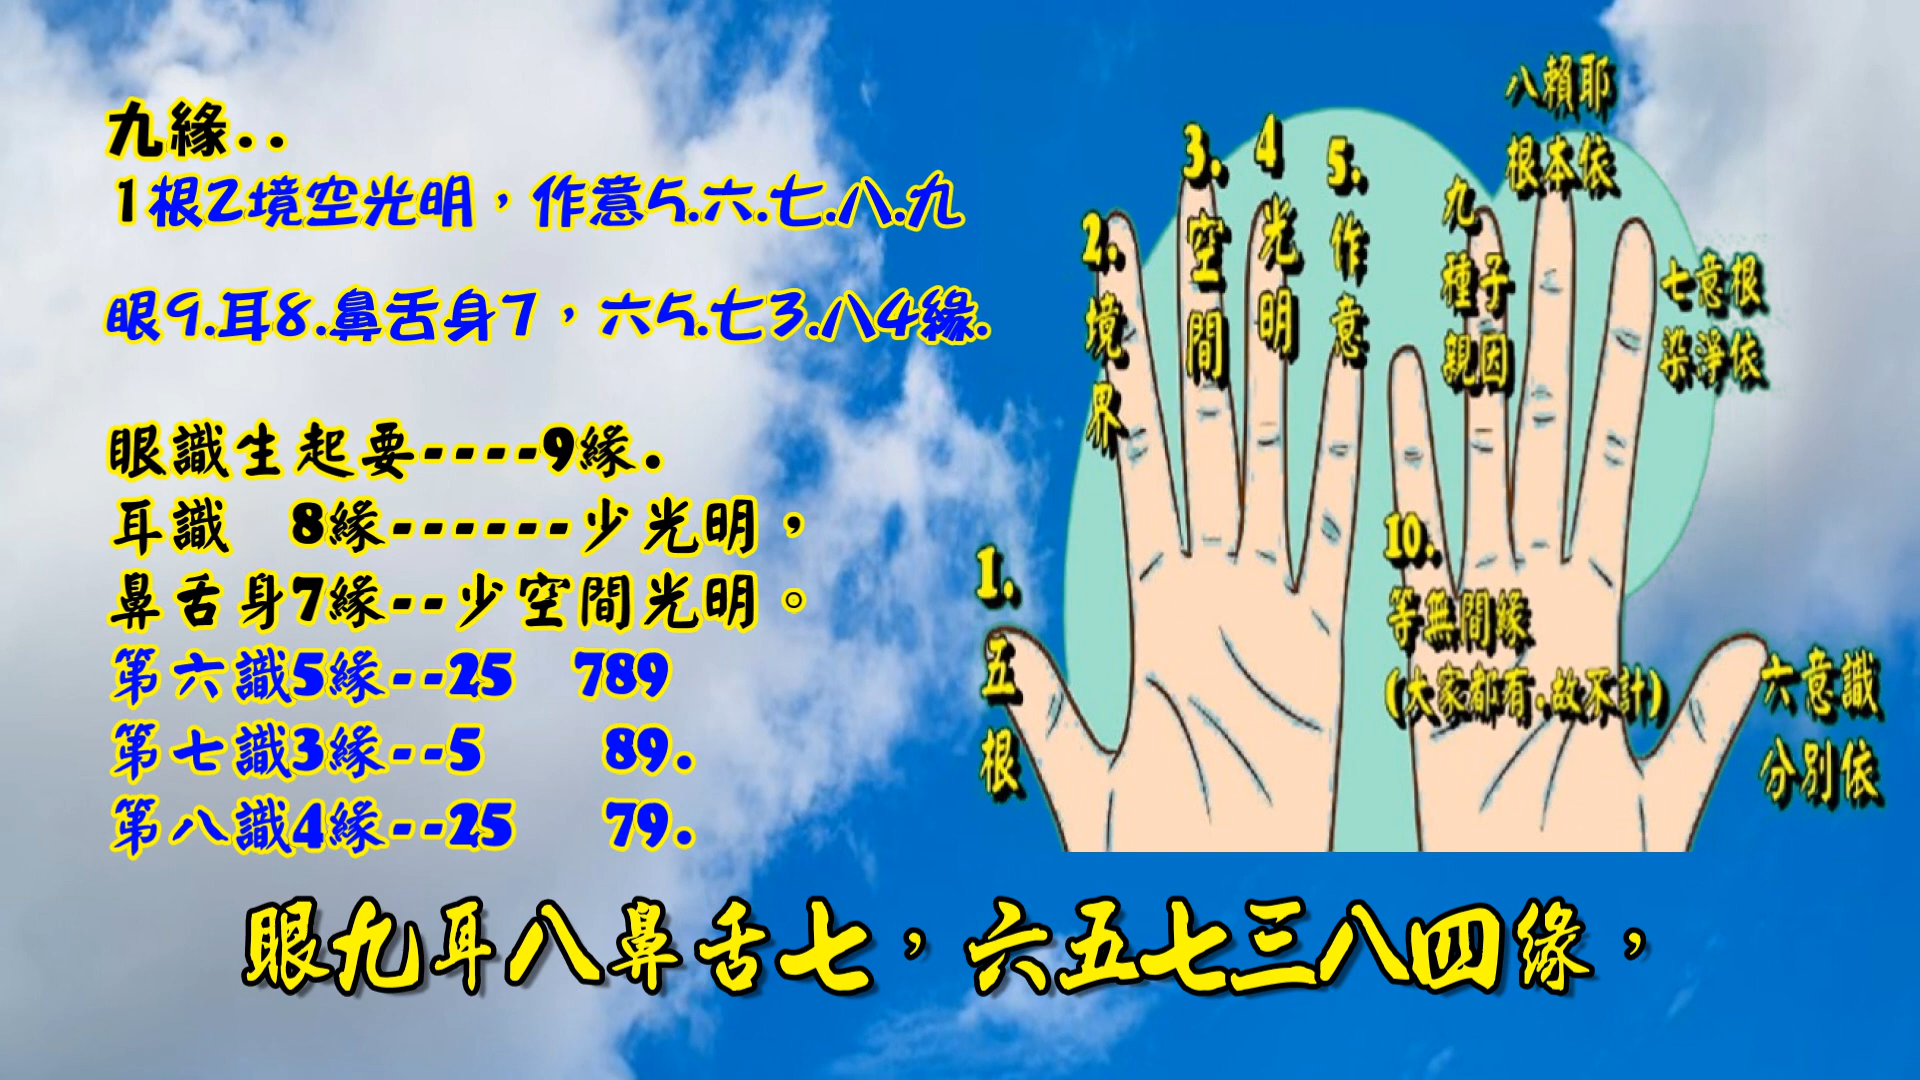 九緣..
1根2境空光明，作意5.六.七.八.九
眼9.耳8.鼻舌身7，六5.七3.八4緣.
眼識生起要----9緣.
耳識　8緣------少光明，
鼻舌身7緣--少空間光明。
第六識5緣--25　789
第七識3緣--5　　89.
第八識4緣--25　　79.
1.
五根
2.
境界
3.
空間
4
光明
5.
作意
九
種子
親因
八賴耶
根本依
七意根
染淨依
10.
等無間緣
(大家都有.故不計)
六意識
分別依
眼九耳八鼻舌七，六五七三八四緣，